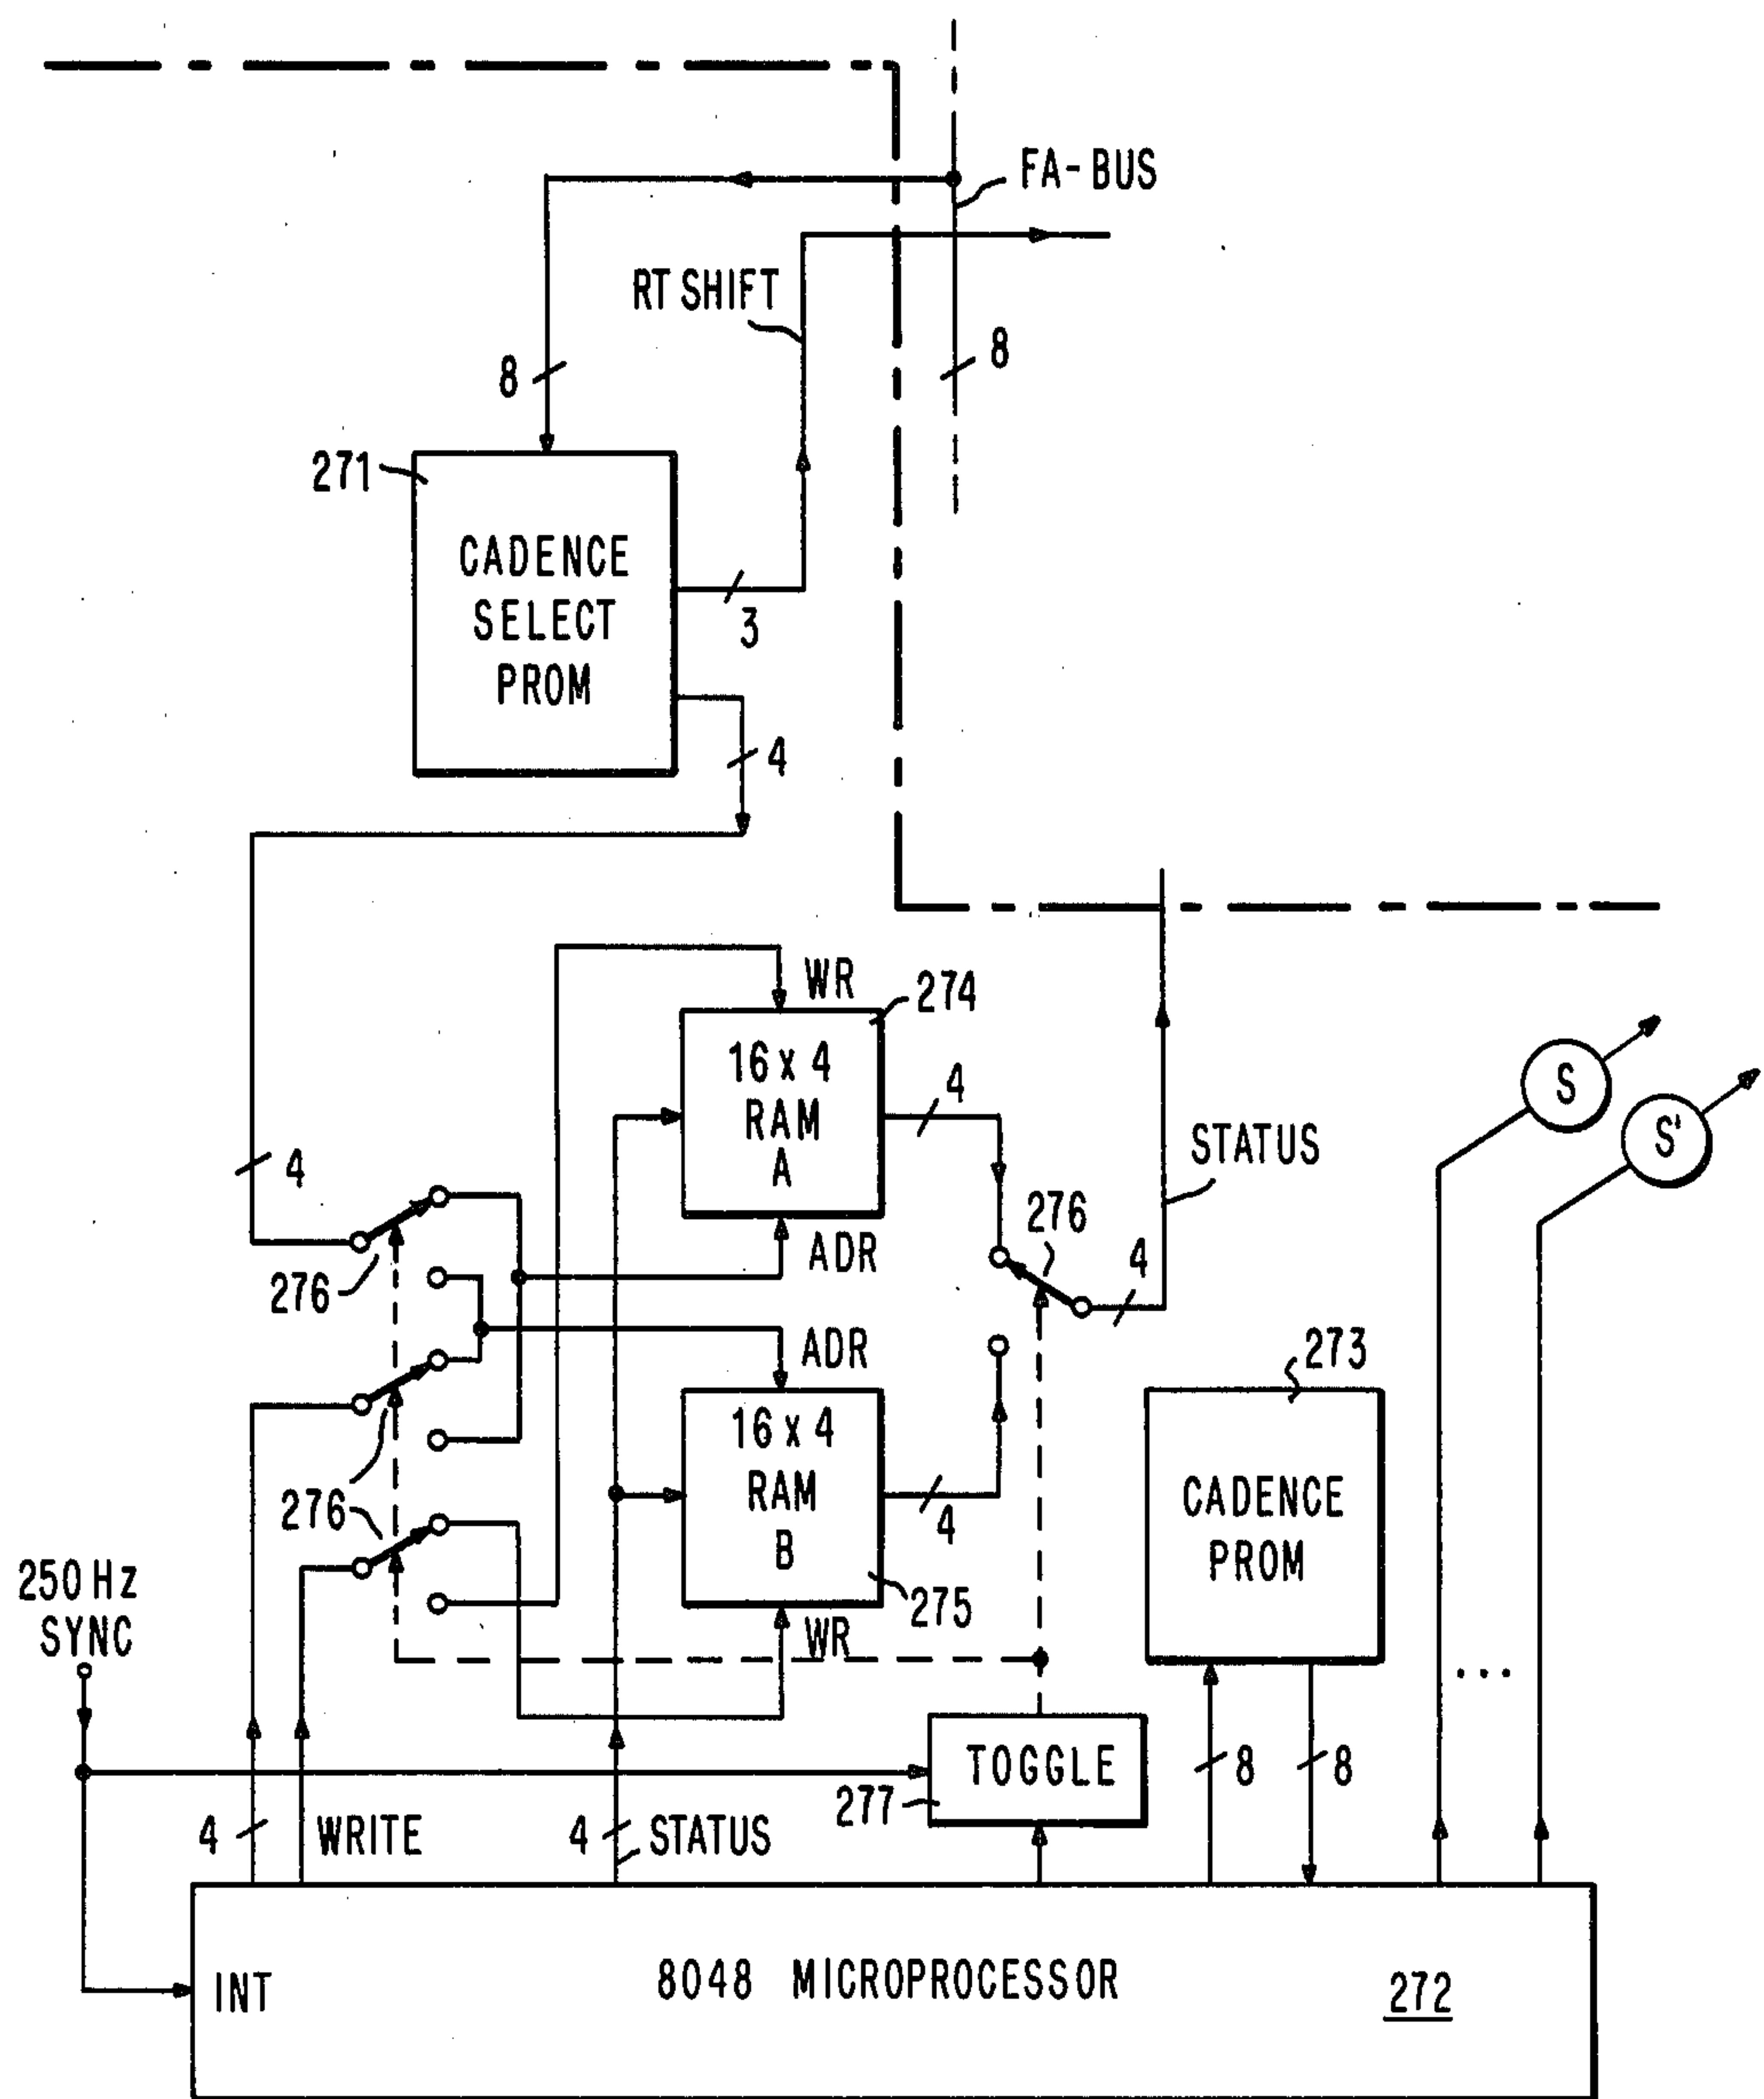 FA-BUS
RT SHIFT
8
8
271
CADENCE
SELECT
PROM
3
4
WR
274
16 x 4
RAM
A
4
S
S'
STATUS
4
276
ADR
276
4
ADR
273
16 x 4
RAM
B
4
CADENCE
PROM
276
250 Hz
SYNC
275
WR
TOGGLE
277
8
8
4
WRITE
4
STATUS
...
INT
8048 MICROPROCESSOR
272